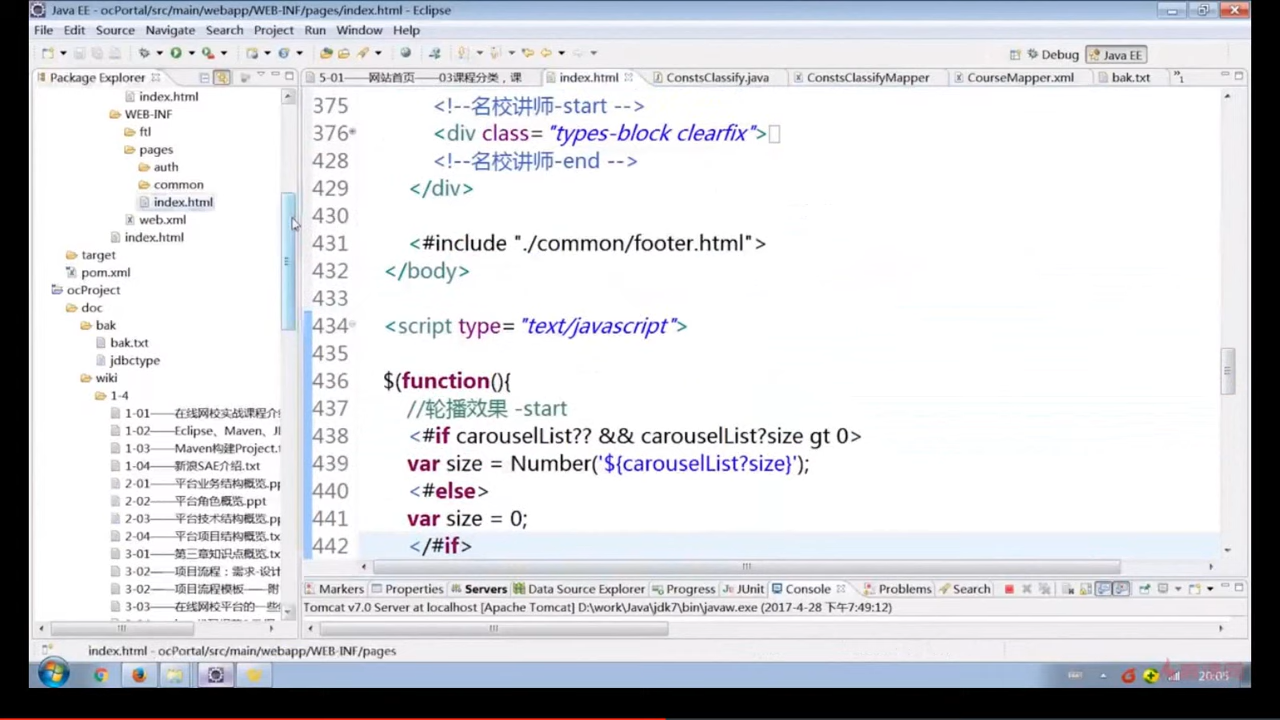 Java EE - ocPortal/src/main/webapp/WEB-INF/pages/index.html - Eclipse
File Edit Source Navigate Search Project Run Window Help
Debug Java EE
Package Explorer
5-01——网站首页——03课程分类，课 index.html ConstsClassify.java ConstsClassifyMapper CourseMapper.xml bak.txt
index.html
WEB-INF
ftl
pages
auth
common
index.html
web.xml
index.html
target
pom.xml
ocProject
doc
bak
bak.txt
jdbctype
wiki
1-4
1-01——在线网校实战课程介
1-02——Eclipse、Maven、J
1-03——Maven构建Project.
1-04——新浪SAE介绍.txt
2-01——平台业务结构概览.pp
2-02——平台角色概览.ppt
2-03——平台技术结构概览.pp
2-04——平台项目结构概览.tx
3-01——第三章知识点概览.tx
3-02——项目流程：需求-设计
3-02——项目流程模板——附
3-03——在线网校平台的一些
375 <!--名校讲师-start -->
376 <div class="types-block clearfix">
428 <!--名校讲师-end -->
429 </div>
430
431 <#include "./common/footer.html">
432 </body>
433
434 <script type="text/javascript">
435
436 $(function(){
437 //轮播效果 -start
438 <#if carouselList?? && carouselList?size gt 0>
439 var size = Number('${carouselList?size}');
440 <#else>
441 var size = 0;
442 </#if>
Markers Properties Servers Data Source Explorer Progress JUnit Console Problems Search
Tomcat v7.0 Server at localhost [Apache Tomcat] D:\work\Java\jdk7\bin\javaw.exe (2017-4-28 下午7:49:12)
index.html - ocPortal/src/main/webapp/WEB-INF/pages
20:05